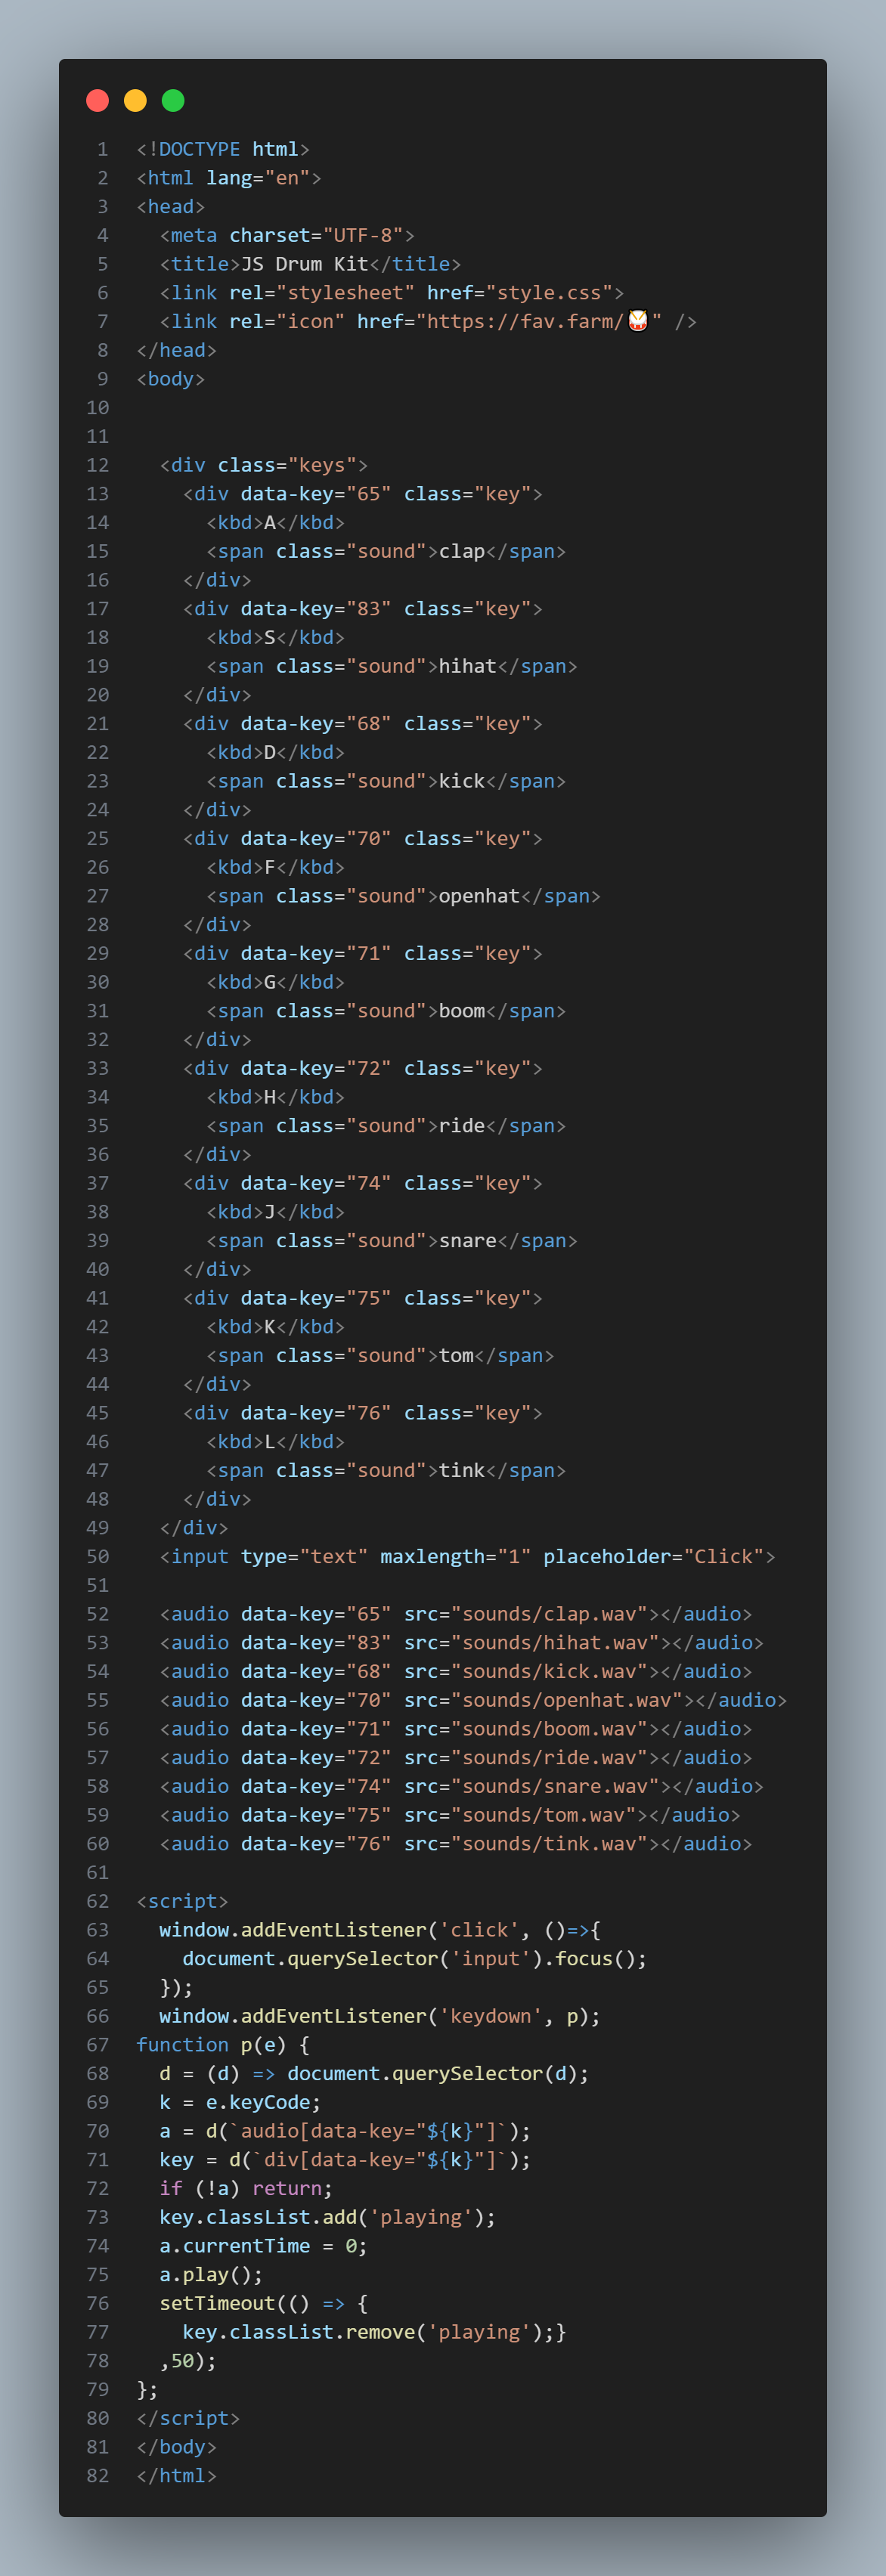 1 <!DOCTYPE html>
2 <html lang="en">
3 <head>
4   <meta charset="UTF-8">
5   <title>JS Drum Kit</title>
6   <link rel="stylesheet" href="style.css">
7   <link rel="icon" href="https://fav.farm/🥁" />
8 </head>
9 <body>
10
11
12   <div class="keys">
13     <div data-key="65" class="key">
14       <kbd>A</kbd>
15       <span class="sound">clap</span>
16     </div>
17     <div data-key="83" class="key">
18       <kbd>S</kbd>
19       <span class="sound">hihat</span>
20     </div>
21     <div data-key="68" class="key">
22       <kbd>D</kbd>
23       <span class="sound">kick</span>
24     </div>
25     <div data-key="70" class="key">
26       <kbd>F</kbd>
27       <span class="sound">openhat</span>
28     </div>
29     <div data-key="71" class="key">
30       <kbd>G</kbd>
31       <span class="sound">boom</span>
32     </div>
33     <div data-key="72" class="key">
34       <kbd>H</kbd>
35       <span class="sound">ride</span>
36     </div>
37     <div data-key="74" class="key">
38       <kbd>J</kbd>
39       <span class="sound">snare</span>
40     </div>
41     <div data-key="75" class="key">
42       <kbd>K</kbd>
43       <span class="sound">tom</span>
44     </div>
45     <div data-key="76" class="key">
46       <kbd>L</kbd>
47       <span class="sound">tink</span>
48     </div>
49   </div>
50   <input type="text" maxlength="1" placeholder="Click">
51
52   <audio data-key="65" src="sounds/clap.wav"></audio>
53   <audio data-key="83" src="sounds/hihat.wav"></audio>
54   <audio data-key="68" src="sounds/kick.wav"></audio>
55   <audio data-key="70" src="sounds/openhat.wav"></audio>
56   <audio data-key="71" src="sounds/boom.wav"></audio>
57   <audio data-key="72" src="sounds/ride.wav"></audio>
58   <audio data-key="74" src="sounds/snare.wav"></audio>
59   <audio data-key="75" src="sounds/tom.wav"></audio>
60   <audio data-key="76" src="sounds/tink.wav"></audio>
61
62 <script>
63   window.addEventListener('click', ()=>{
64     document.querySelector('input').focus();
65   });
66   window.addEventListener('keydown', p);
67 function p(e) {
68   d = (d) => document.querySelector(d);
69   k = e.keyCode;
70   a = d(`audio[data-key="${k}"]`);
71   key = d(`div[data-key="${k}"]`);
72   if (!a) return;
73   key.classList.add('playing');
74   a.currentTime = 0;
75   a.play();
76   setTimeout(() => {
77     key.classList.remove('playing');}
78   ,50);
79 };
80 </script>
81 </body>
82 </html>